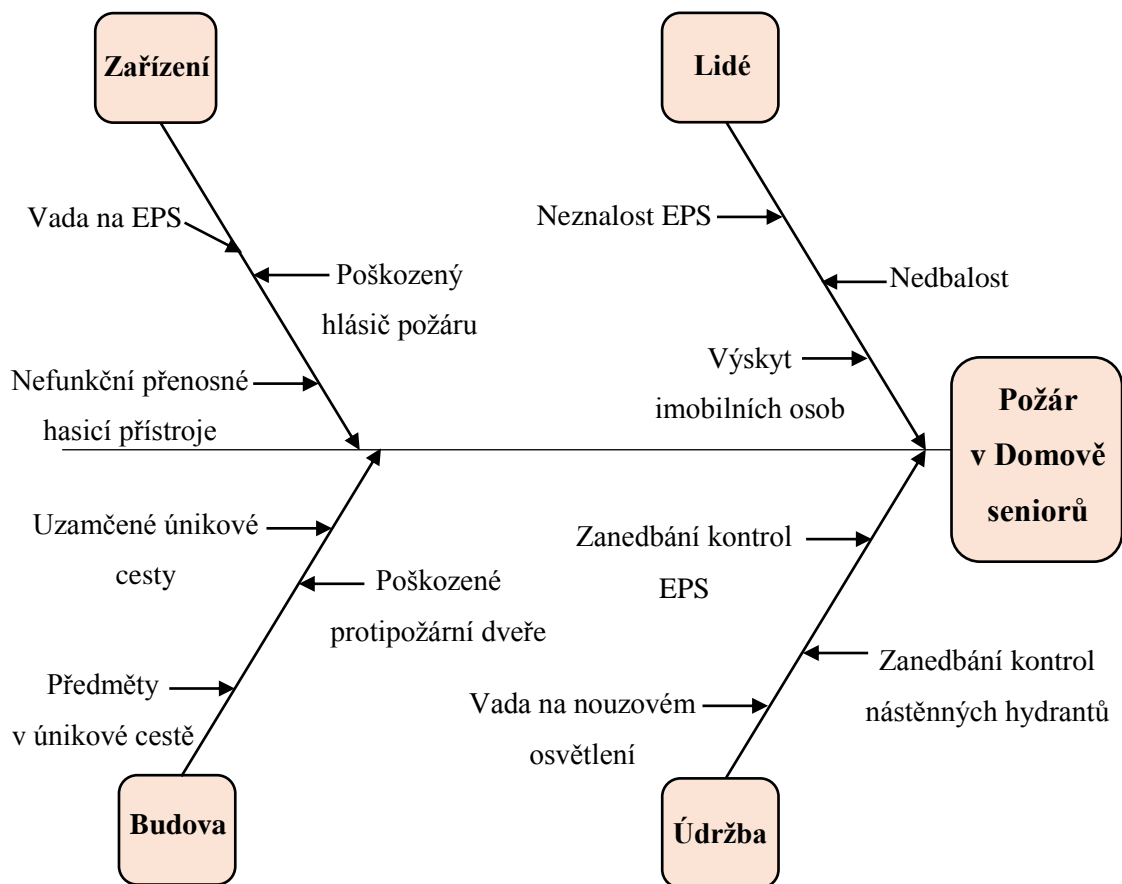 Zařízení
Lidé
Vada na EPS
Neznalost EPS
Poškozený
hlásič požáru
Nedbalost
Nefunkční přenosné
hasicí přístroje
Výskyt
imobilních osob
Požár
v Domově
seniorů
Uzamčené únikové
cesty
Zanedbání kontrol
EPS
Poškozené
protipožární dveře
Předměty
v únikové cestě
Zanedbání kontrol
nástěnných hydrantů
Vada na nouzovém
osvětlení
Budova
Údržba